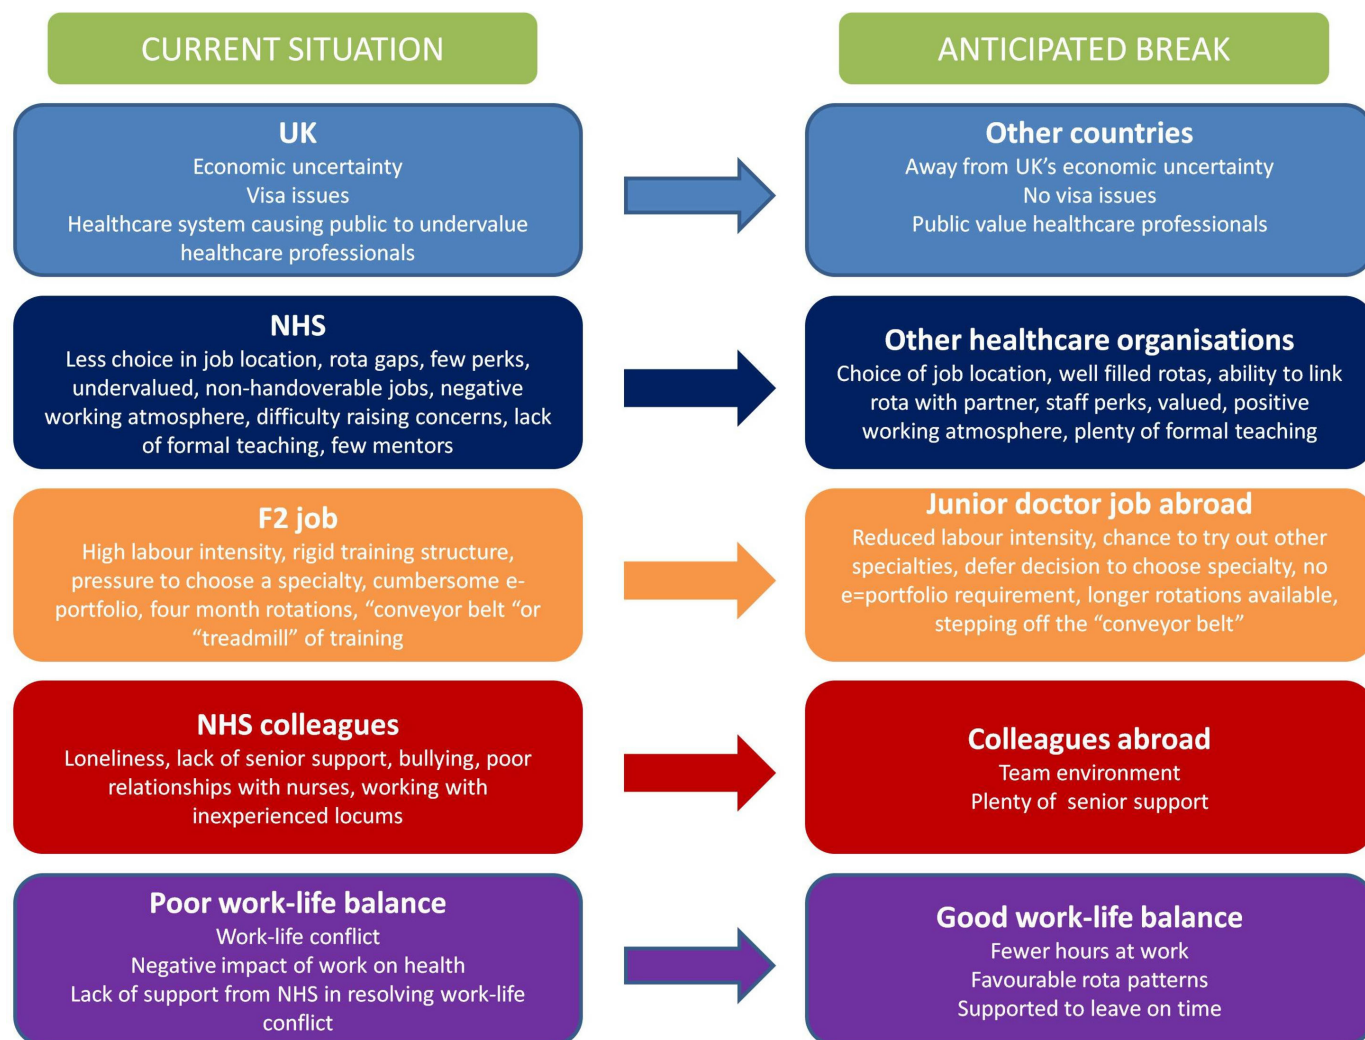 CURRENT SITUATION
ANTICIPATED BREAK
UK
Economic uncertainty
Visa issues
Healthcare system causing public to undervalue
healthcare professionals
Other countries
Away from UK's economic uncertainty
No visa issues
Public value healthcare professionals
NHS
Less choice in job location, rota gaps, few perks,
undervalued, non-handoverable jobs, negative
working atmosphere, difficulty raising concerns, lack
of formal teaching, few mentors
Other healthcare organisations
Choice of job location, well filled rotas, ability to link
rota with partner, staff perks, valued, positive
working atmosphere, plenty of formal teaching
F2 job
High labour intensity, rigid training structure,
pressure to choose a specialty, cumbersome e-
portfolio, four month rotations, “conveyor belt “or
“treadmill” of training
Junior doctor job abroad
Reduced labour intensity, chance to try out other
specialties, defer decision to choose specialty, no
e=portfolio requirement, longer rotations available,
stepping off the “conveyor belt”
NHS colleagues
Loneliness, lack of senior support, bullying, poor
relationships with nurses, working with
inexperienced locums
Colleagues abroad
Team environment
Plenty of senior support
Poor work-life balance
Work-life conflict
Negative impact of work on health
Lack of support from NHS in resolving work-life
conflict
Good work-life balance
Fewer hours at work
Favourable rota patterns
Supported to leave on time